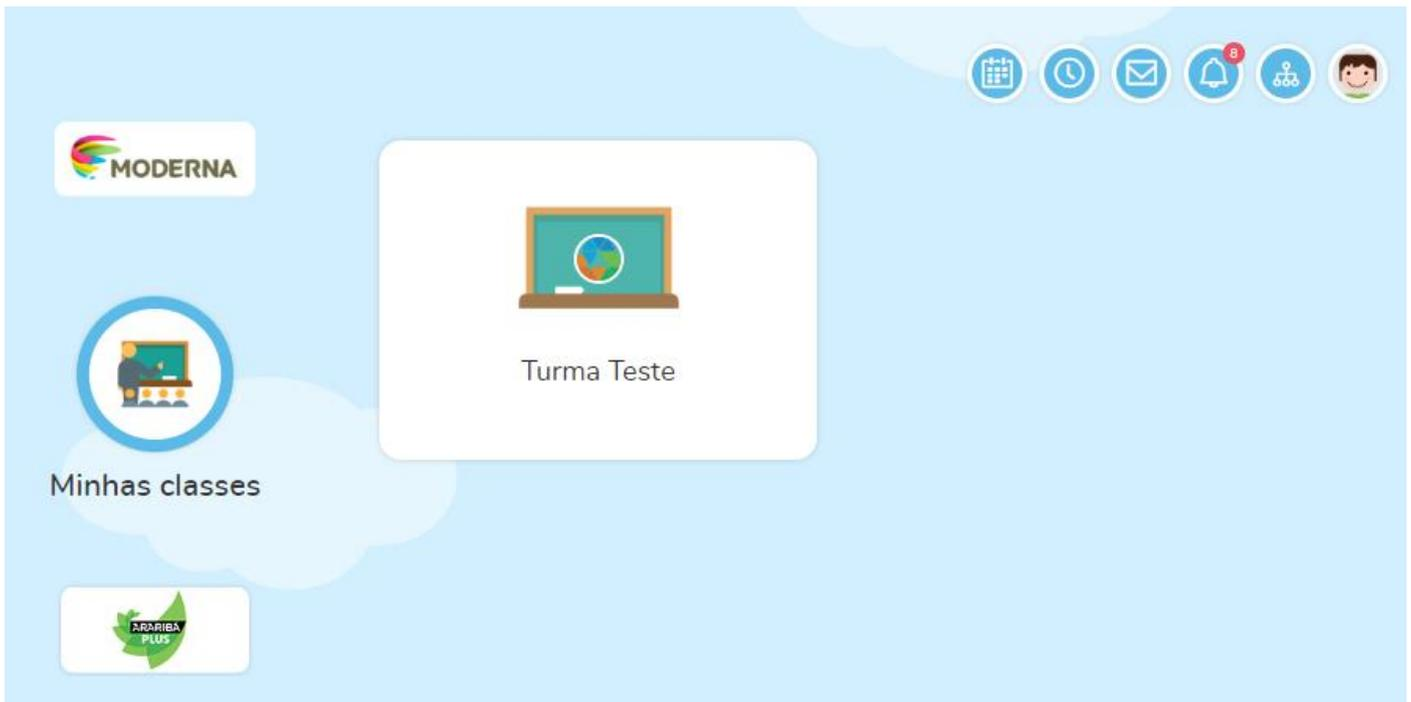 8
MODERNA
Turma Teste
Minhas classes
ARARIBÁ
PLUS